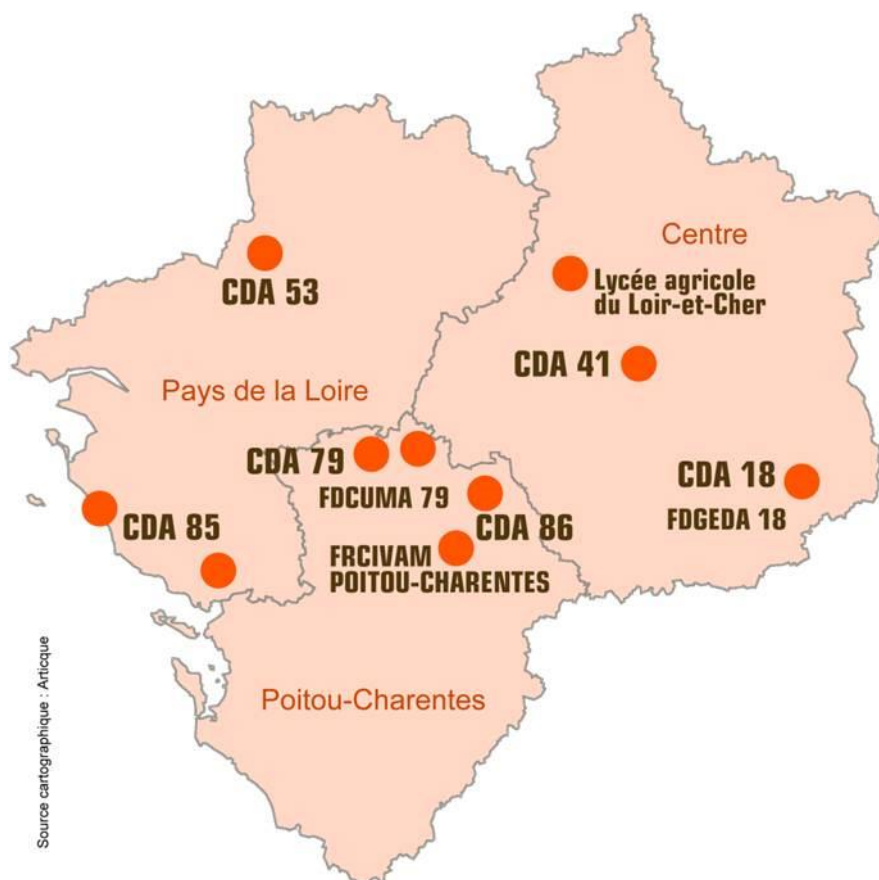 Centre
Lycée agricole
du Loir-et-Cher
CDA 53
CDA 41
Pays de la Loire
CDA 79
FDCUMA 79
CDA 18
FDGEDA 18
CDA 85
CDA 86
FRCIVAM
POITOU-CHARENTES
Poitou-Charentes
Source cartographique : Articque